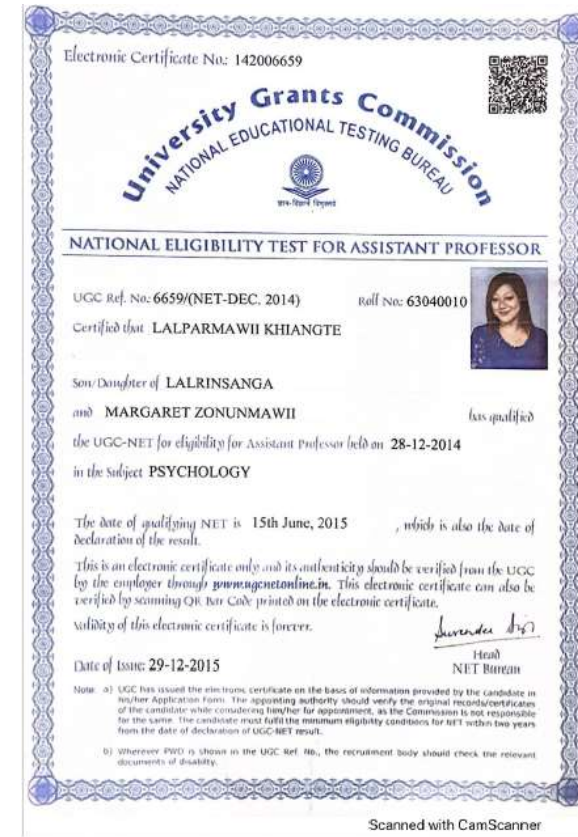 Electronic Certificate No.: 142006659
University Grants Commission
NATIONAL EDUCATIONAL TESTING BUREAU
ज्ञान-विज्ञानं विमुक्तये
NATIONAL ELIGIBILITY TEST FOR ASSISTANT PROFESSOR
UGC Ref. No.: 6659/(NET-DEC. 2014) Roll No.: 63040010
Certified that LALPARMAWII KHIANGTE
Son/Daughter of LALRINSANGA
and MARGARET ZONUNMAWII has qualified
the UGC-NET for eligibility for Assistant Professor held on 28-12-2014
in the Subject PSYCHOLOGY
The date of qualifying NET is 15th June, 2015 , which is also the date of
declaration of the result.
This is an electronic certificate only and its authenticity should be verified from the UGC
by the employer through www.ugcnetonline.in. This electronic certificate can also be
verified by scanning QR Bar Code printed on the electronic certificate.
Validity of this electronic certificate is forever.
Date of Issue: 29-12-2015
Head
NET Bureau
Note: a) UGC has issued the electronic certificate on the basis of information provided by the candidate in
his/her Application Form. The appointing authority should verify the original records/certificates
of the candidate while considering him/her for appointment, as the Commission is not responsible
for the same. The candidate must fulfil the minimum eligibility conditions for NET within two years
from the date of declaration of UGC-NET result.
b) Wherever PWD is shown in the UGC Ref. No., the recruitment body should check the relevant
documents of disability.
Scanned with CamScanner